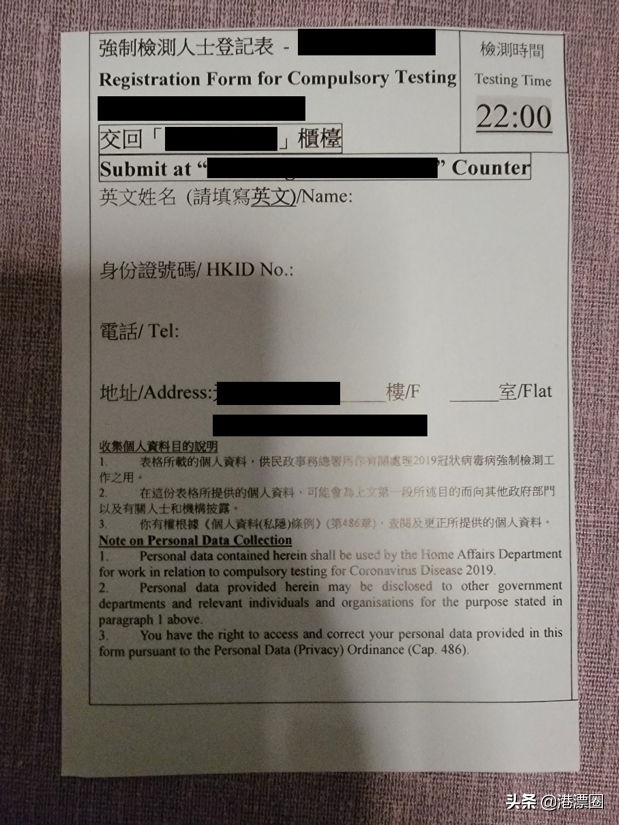 強制檢測人士登記表 -
Registration Form for Compulsory Testing
檢測時間
Testing Time
22:00
交回「 」櫃檯
Submit at “ ” Counter
英文姓名 (請填寫英文)/Name:
身份證號碼/ HKID No.:
電話/ Tel:
地址/Address: ______樓/F ______室/Flat
收集個人資料目的說明
1. 表格所載的個人資料，供民政事務總署所作有關處理2019冠狀病毒病強制檢測工
作之用。
2. 在這份表格所提供的個人資料，可能會為上文第一段所述目的而向其他政府部門
以及有關人士和機構披露。
3. 你有權根據《個人資料(私隱)條例》(第486章)，查閱及更正所提供的個人資料。
Note on Personal Data Collection
1. Personal data contained herein shall be used by the Home Affairs Department
for work in relation to compulsory testing for Coronavirus Disease 2019.
2. Personal data provided herein may be disclosed to other government
departments and relevant individuals and organisations for the purpose stated in
paragraph 1 above.
3. You have the right to access and correct your personal data provided in this
form pursuant to the Personal Data (Privacy) Ordinance (Cap. 486).
头条 @港漂圈